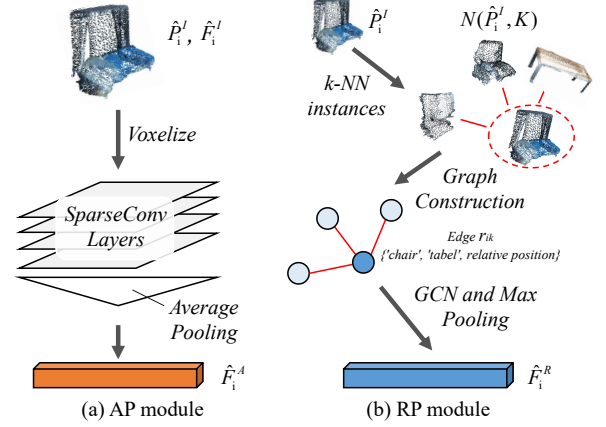 P̂ᵢᴵ, F̂ᵢᴵ
Voxelize
SparseConv
Layers
Average
Pooling
F̂ᵢᴬ
(a) AP module
P̂ᵢᴵ
N(P̂ᵢᴵ, K)
k-NN
instances
Graph
Construction
Edge rᵢₖ
{'chair', 'tabel', relative position}
GCN and Max
Pooling
F̂ᵢᴿ
(b) RP module